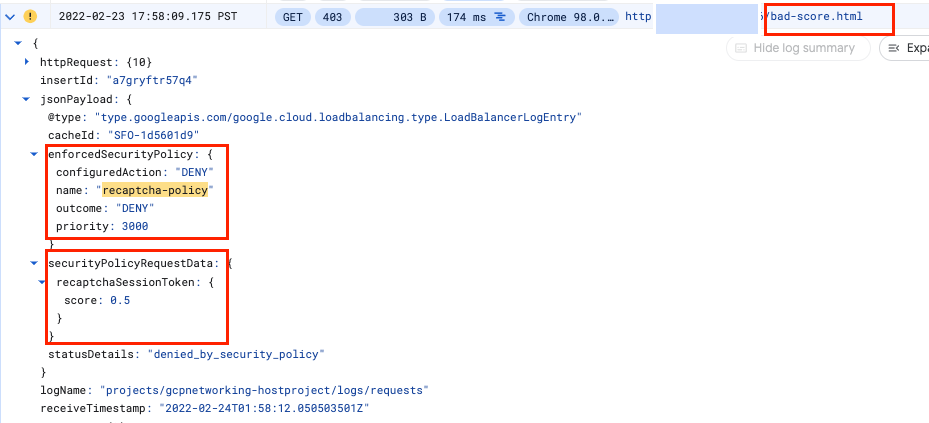 2022-02-23 17:58:09.175 PST GET 403 303 B 174 ms Chrome 98.0.… http /bad-score.html
Hide log summary Expa
{
httpRequest: {10}
insertId: "a7gryftr57q4"
jsonPayload: {
@type: "type.googleapis.com/google.cloud.loadbalancing.type.LoadBalancerLogEntry"
cacheId: "SFO-1d5601d9"
enforcedSecurityPolicy: {
configuredAction: "DENY"
name: "recaptcha-policy"
outcome: "DENY"
priority: 3000
}
securityPolicyRequestData: {
recaptchaSessionToken: {
score: 0.5
}
}
statusDetails: "denied_by_security_policy"
}
logName: "projects/gcpnetworking-hostproject/logs/requests"
receiveTimestamp: "2022-02-24T01:58:12.050503501Z"